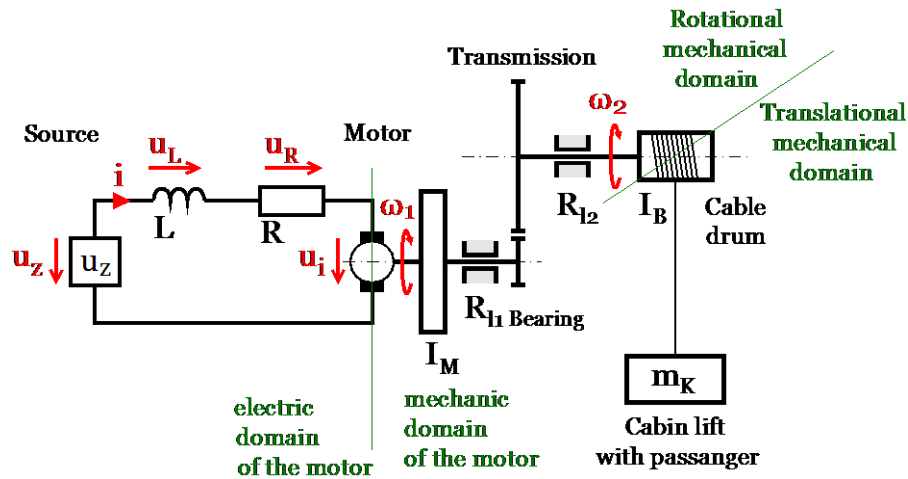 Rotational
mechanical
domain
Transmission
Translational
mechanical
domain
Source
Motor
ω2
uL
uR
i
ω1
L
R
Rl2
IB
Cable
drum
uz
uz
ui
Rl1 Bearing
IM
mK
electric
domain
of the motor
mechanic
domain
of the motor
Cabin lift
with passanger